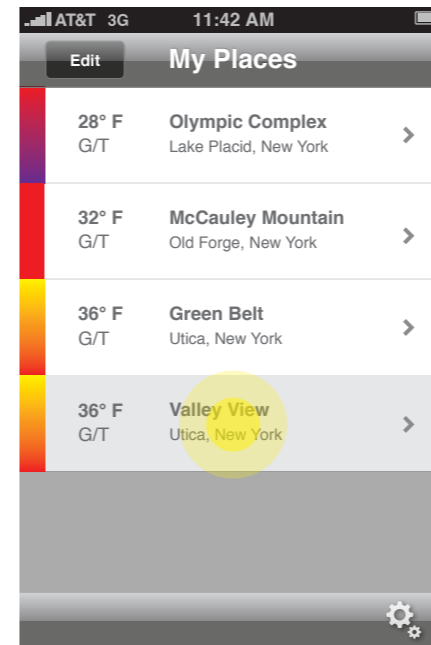 AT&T 3G 11:42 AM
Edit My Places
28° F Olympic Complex
G/T Lake Placid, New York
32° F McCauley Mountain
G/T Old Forge, New York
36° F Green Belt
G/T Utica, New York
36° F Valley View
G/T Utica, New York